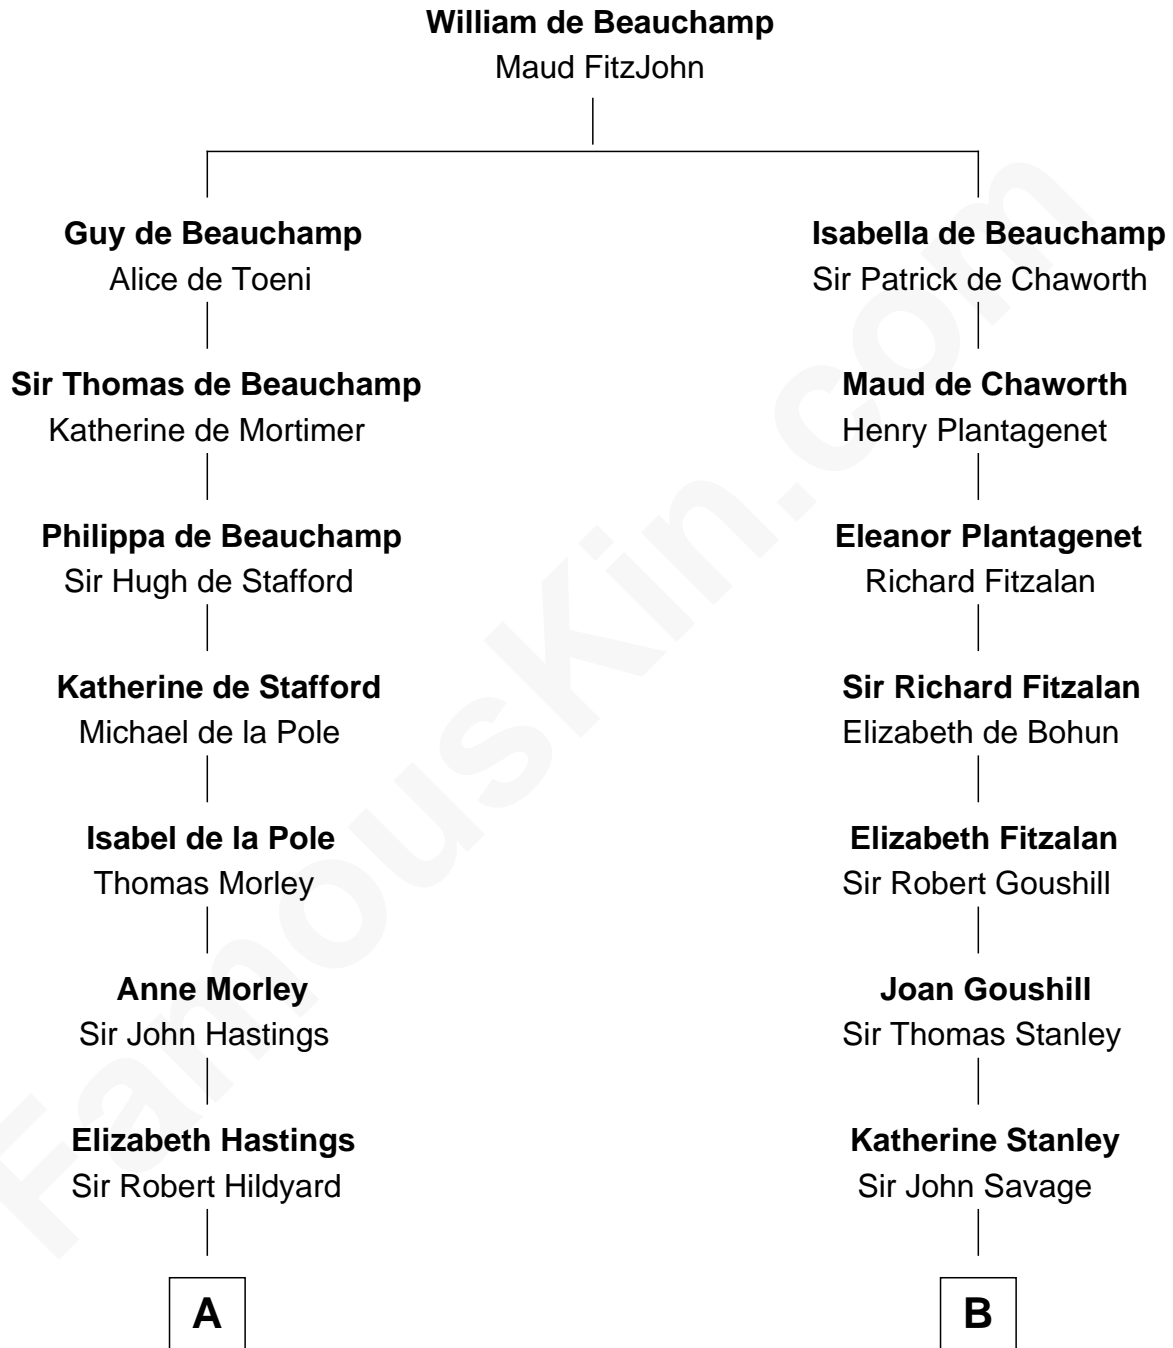 William de Beauchamp
Maud FitzJohn
Guy de Beauchamp
Alice de Toeni
Isabella de Beauchamp
Sir Patrick de Chaworth
Sir Thomas de Beauchamp
Katherine de Mortimer
Maud de Chaworth
Henry Plantagenet
Philippa de Beauchamp
Sir Hugh de Stafford
Eleanor Plantagenet
Richard Fitzalan
Katherine de Stafford
Michael de la Pole
Sir Richard Fitzalan
Elizabeth de Bohun
Isabel de la Pole
Thomas Morley
Elizabeth Fitzalan
Sir Robert Goushill
Anne Morley
Sir John Hastings
Joan Goushill
Sir Thomas Stanley
Elizabeth Hastings
Sir Robert Hildyard
Katherine Stanley
Sir John Savage
A
B
FamousKin.com